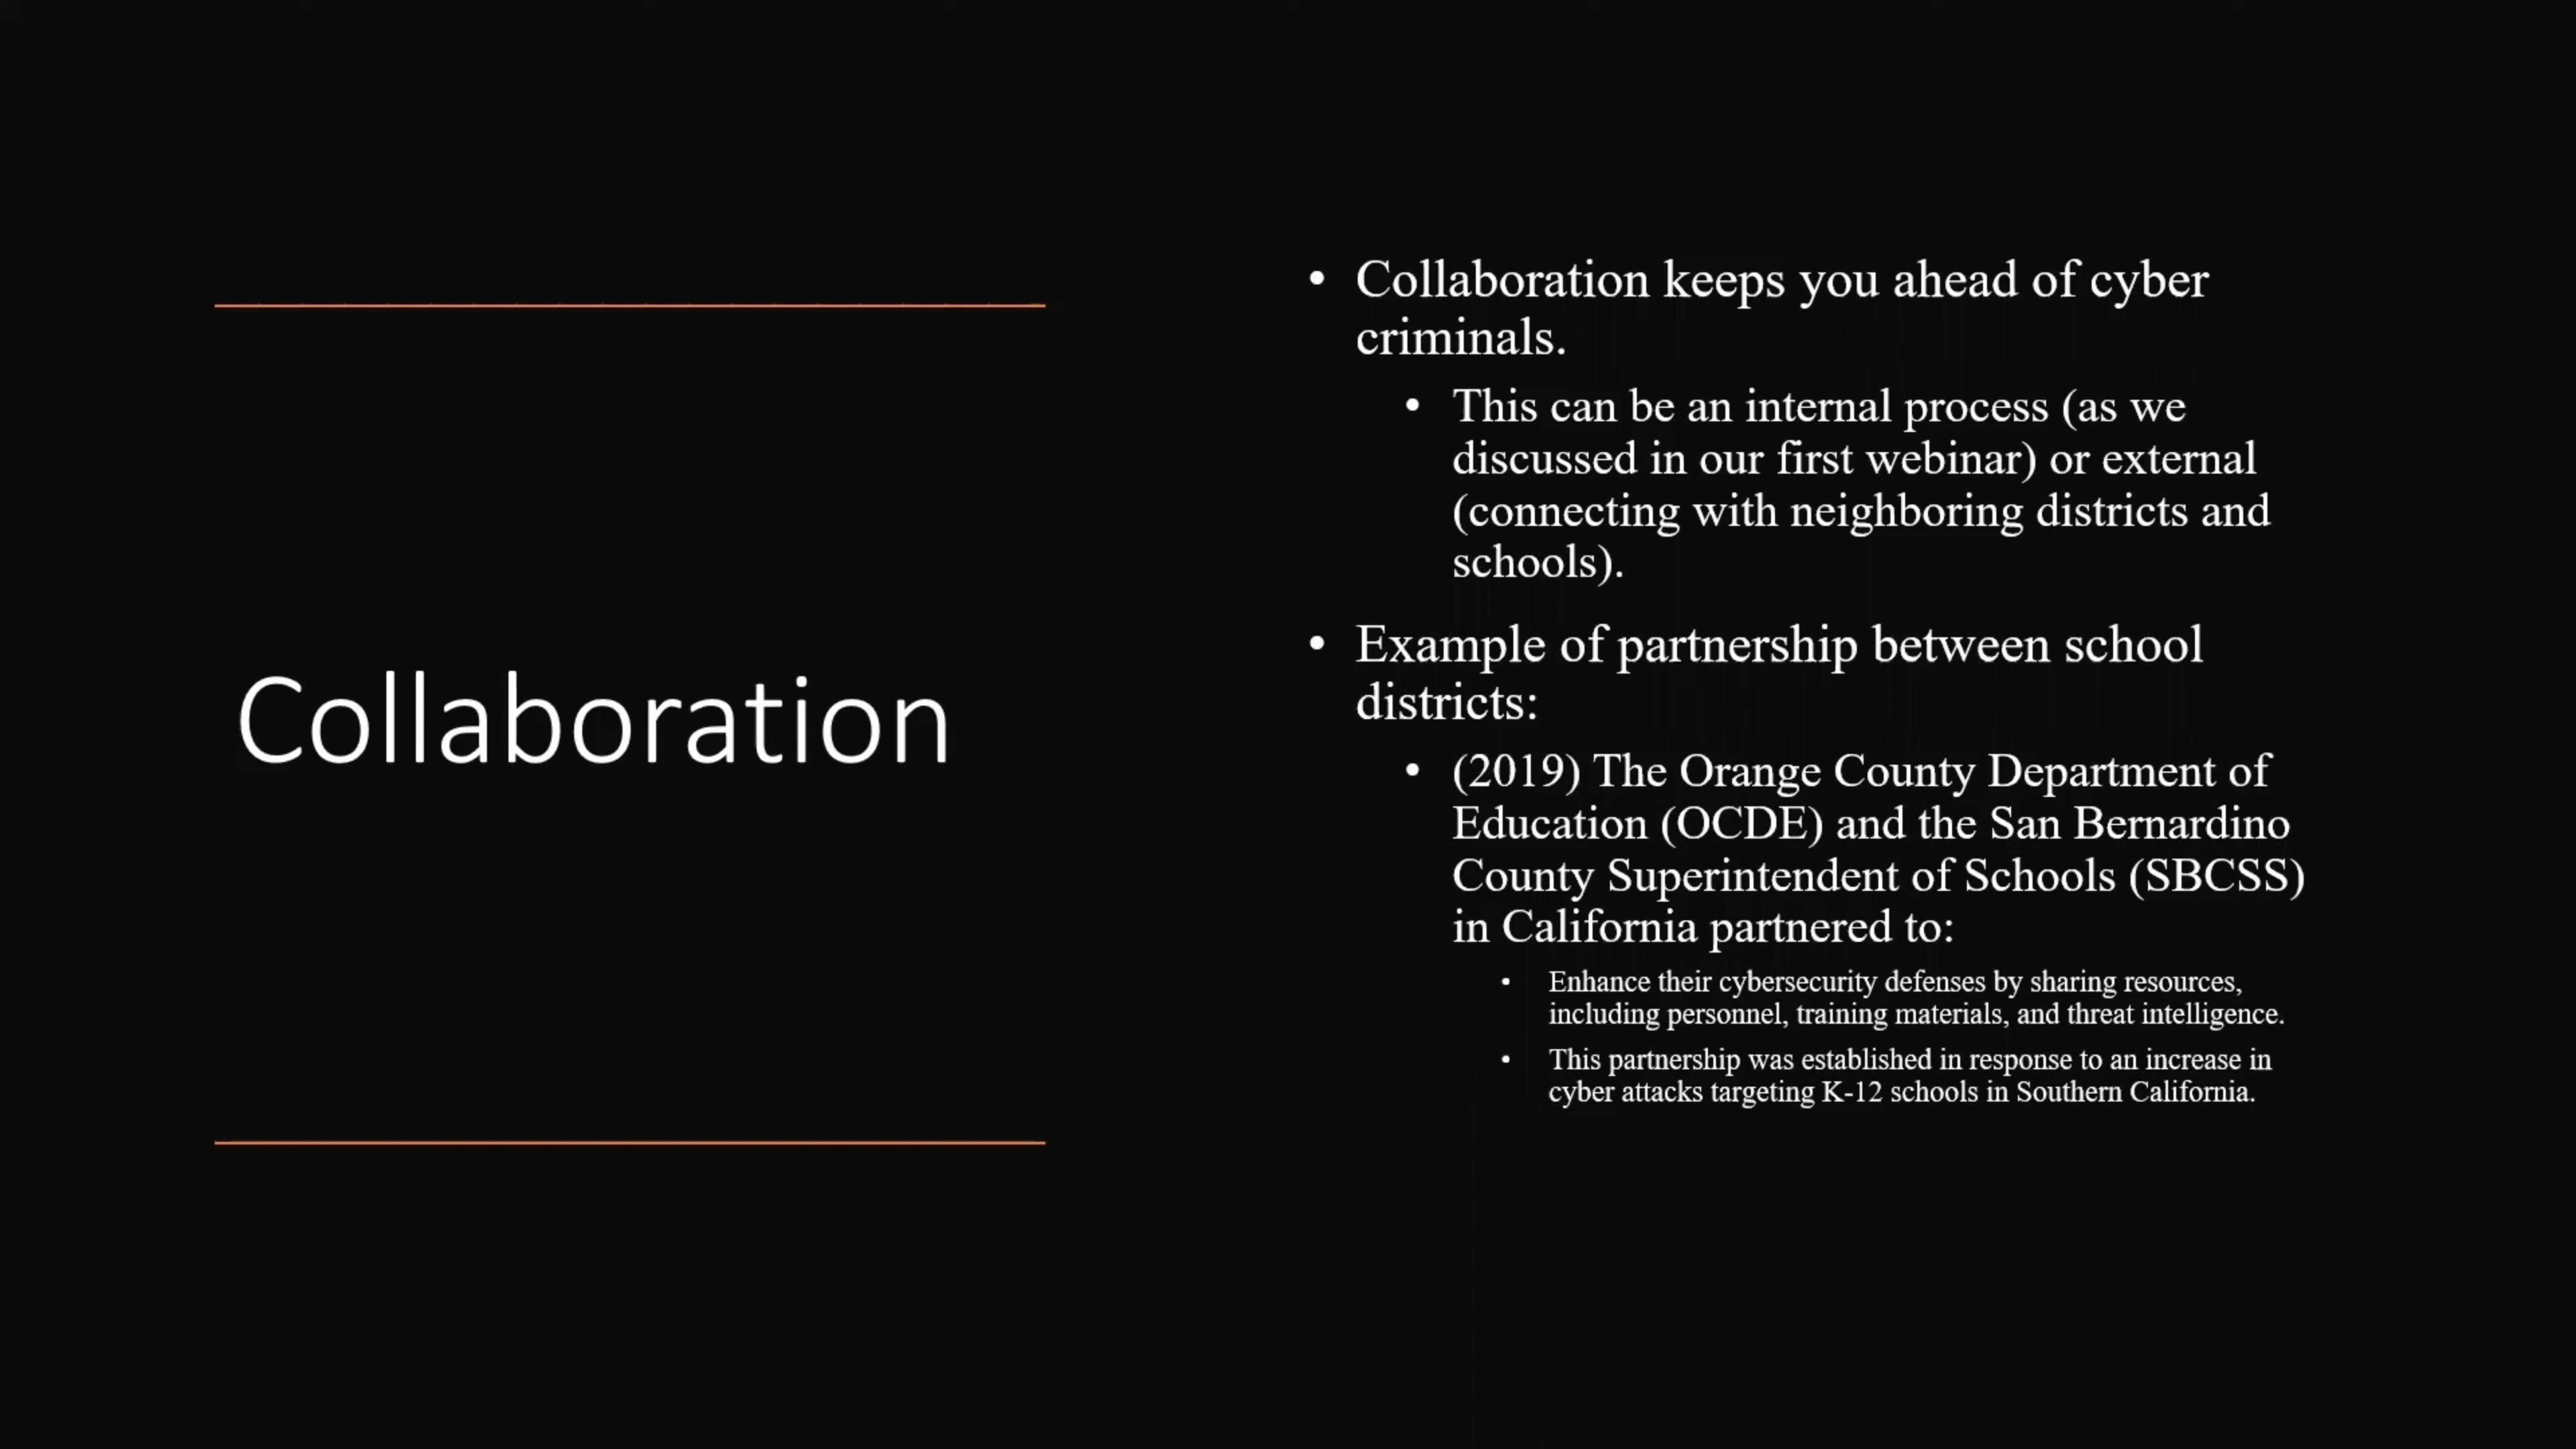 Collaboration
• Collaboration keeps you ahead of cyber
criminals.
• This can be an internal process (as we
discussed in our first webinar) or external
(connecting with neighboring districts and
schools).
• Example of partnership between school
districts:
• (2019) The Orange County Department of
Education (OCDE) and the San Bernardino
County Superintendent of Schools (SBCSS)
in California partnered to:
• Enhance their cybersecurity defenses by sharing resources,
including personnel, training materials, and threat intelligence.
• This partnership was established in response to an increase in
cyber attacks targeting K-12 schools in Southern California.